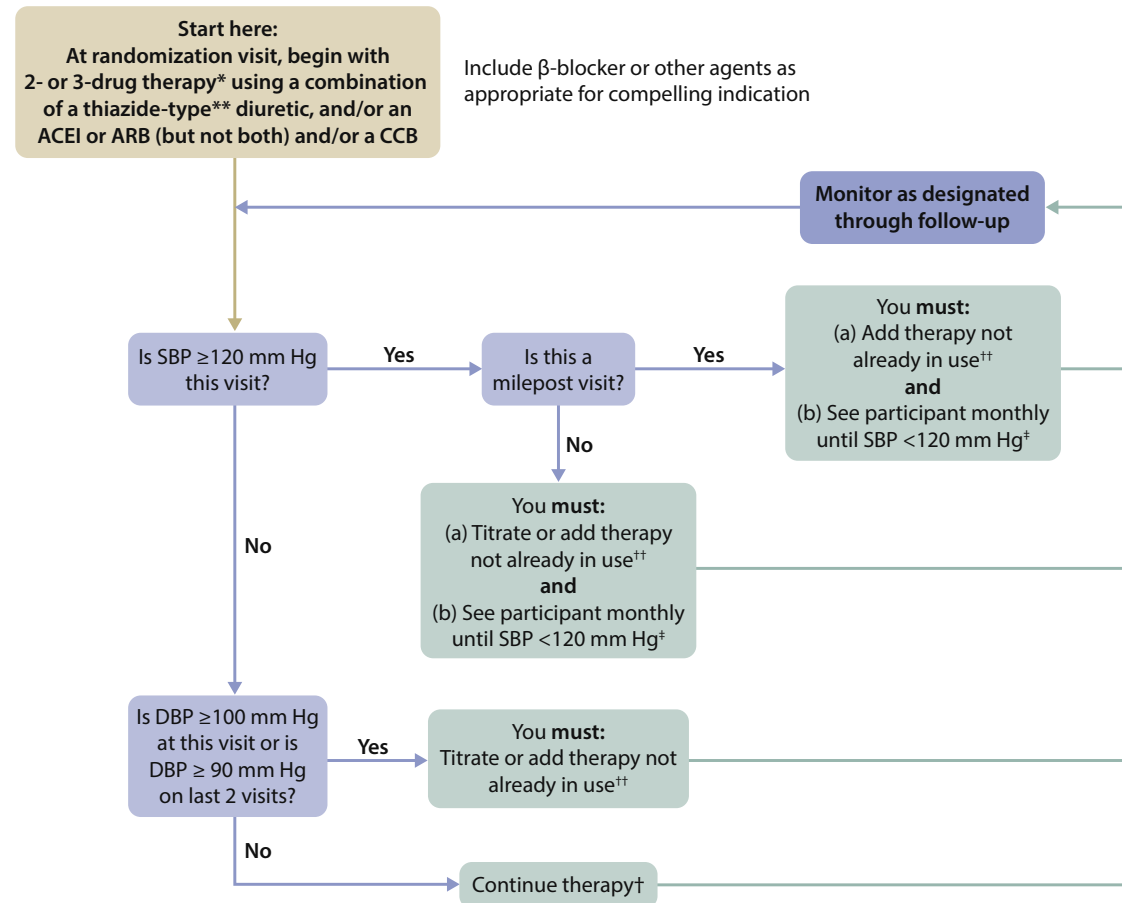 Start here:
At randomization visit, begin with
2- or 3-drug therapy* using a combination
of a thiazide-type** diuretic, and/or an
ACEI or ARB (but not both) and/or a CCB
Include β-blocker or other agents as
appropriate for compelling indication
Monitor as designated
through follow-up
Is SBP ≥120 mm Hg
this visit?
Yes
Is this a
milepost visit?
Yes
You must:
(a) Add therapy not
already in use††
and
(b) See participant monthly
until SBP <120 mm Hg‡
No
You must:
(a) Titrate or add therapy
not already in use††
and
(b) See participant monthly
until SBP <120 mm Hg‡
No
Is DBP ≥100 mm Hg
at this visit or is
DBP ≥ 90 mm Hg
on last 2 visits?
Yes
You must:
Titrate or add therapy not
already in use††
No
Continue therapy†